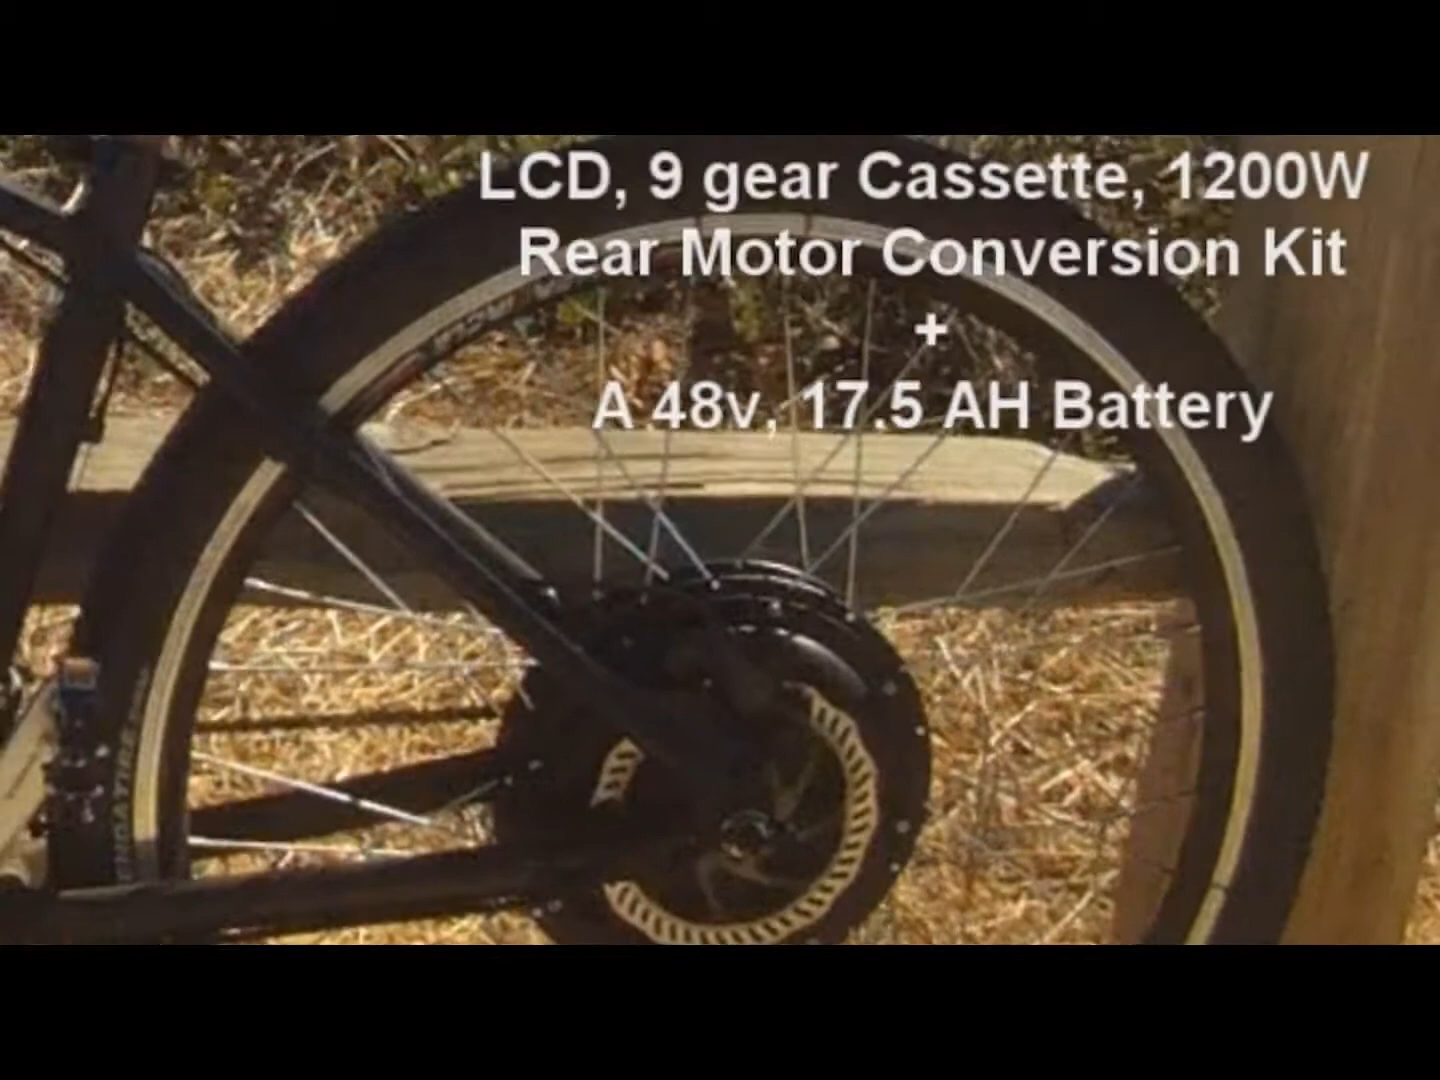 LCD, 9 gear Cassette, 1200W
Rear Motor Conversion Kit
+
A 48v, 17.5 AH Battery